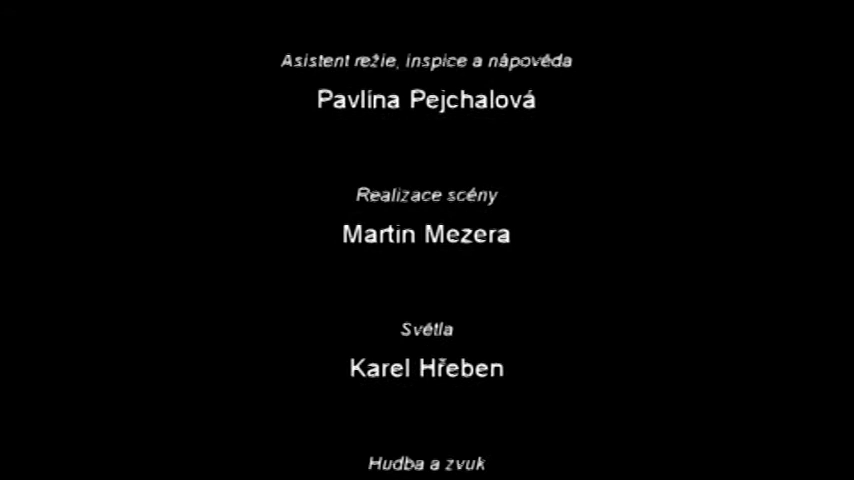 Asistent režie, inspice a nápověda
Pavlína Pejchalová
Realizace scény
Martin Mezera
Světla
Karel Hřeben
Hudba a zvuk